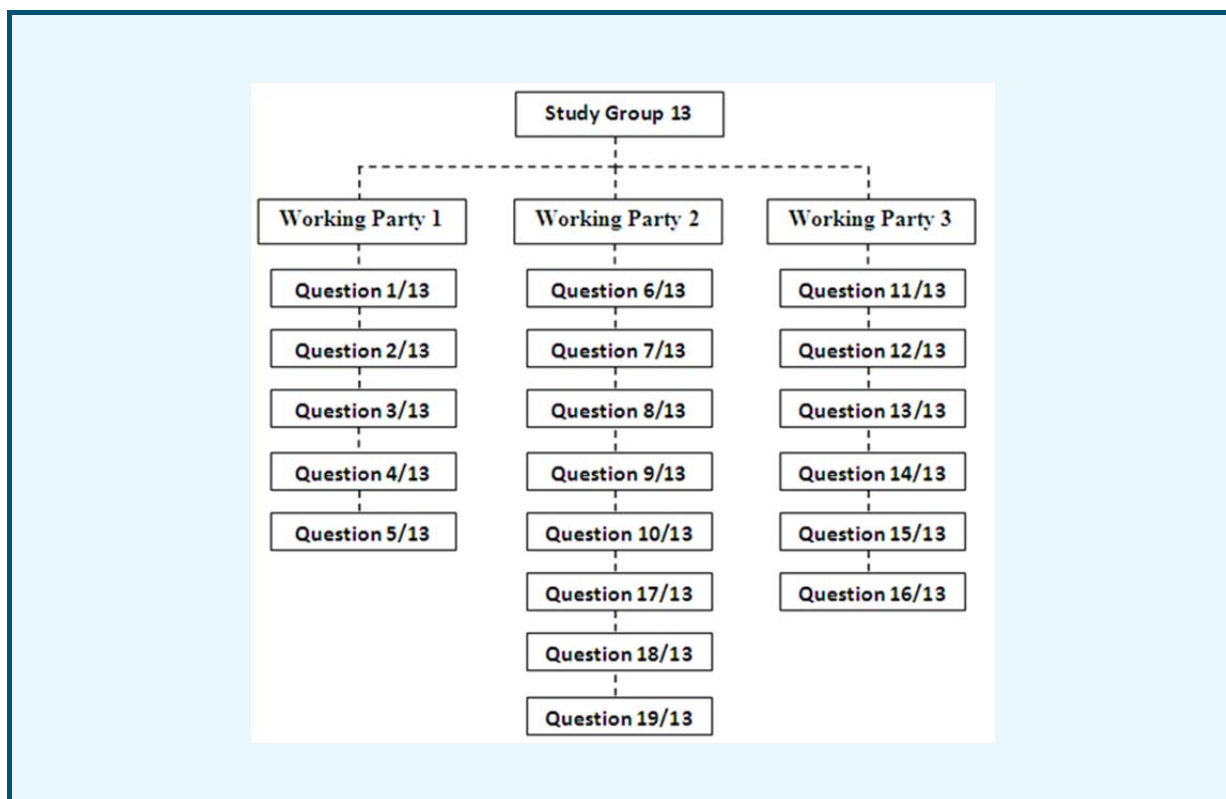 Study Group 13
Working Party 1
Working Party 2
Working Party 3
Question 1/13
Question 6/13
Question 11/13
Question 2/13
Question 7/13
Question 12/13
Question 3/13
Question 8/13
Question 13/13
Question 4/13
Question 9/13
Question 14/13
Question 5/13
Question 10/13
Question 15/13
Question 17/13
Question 16/13
Question 18/13
Question 19/13